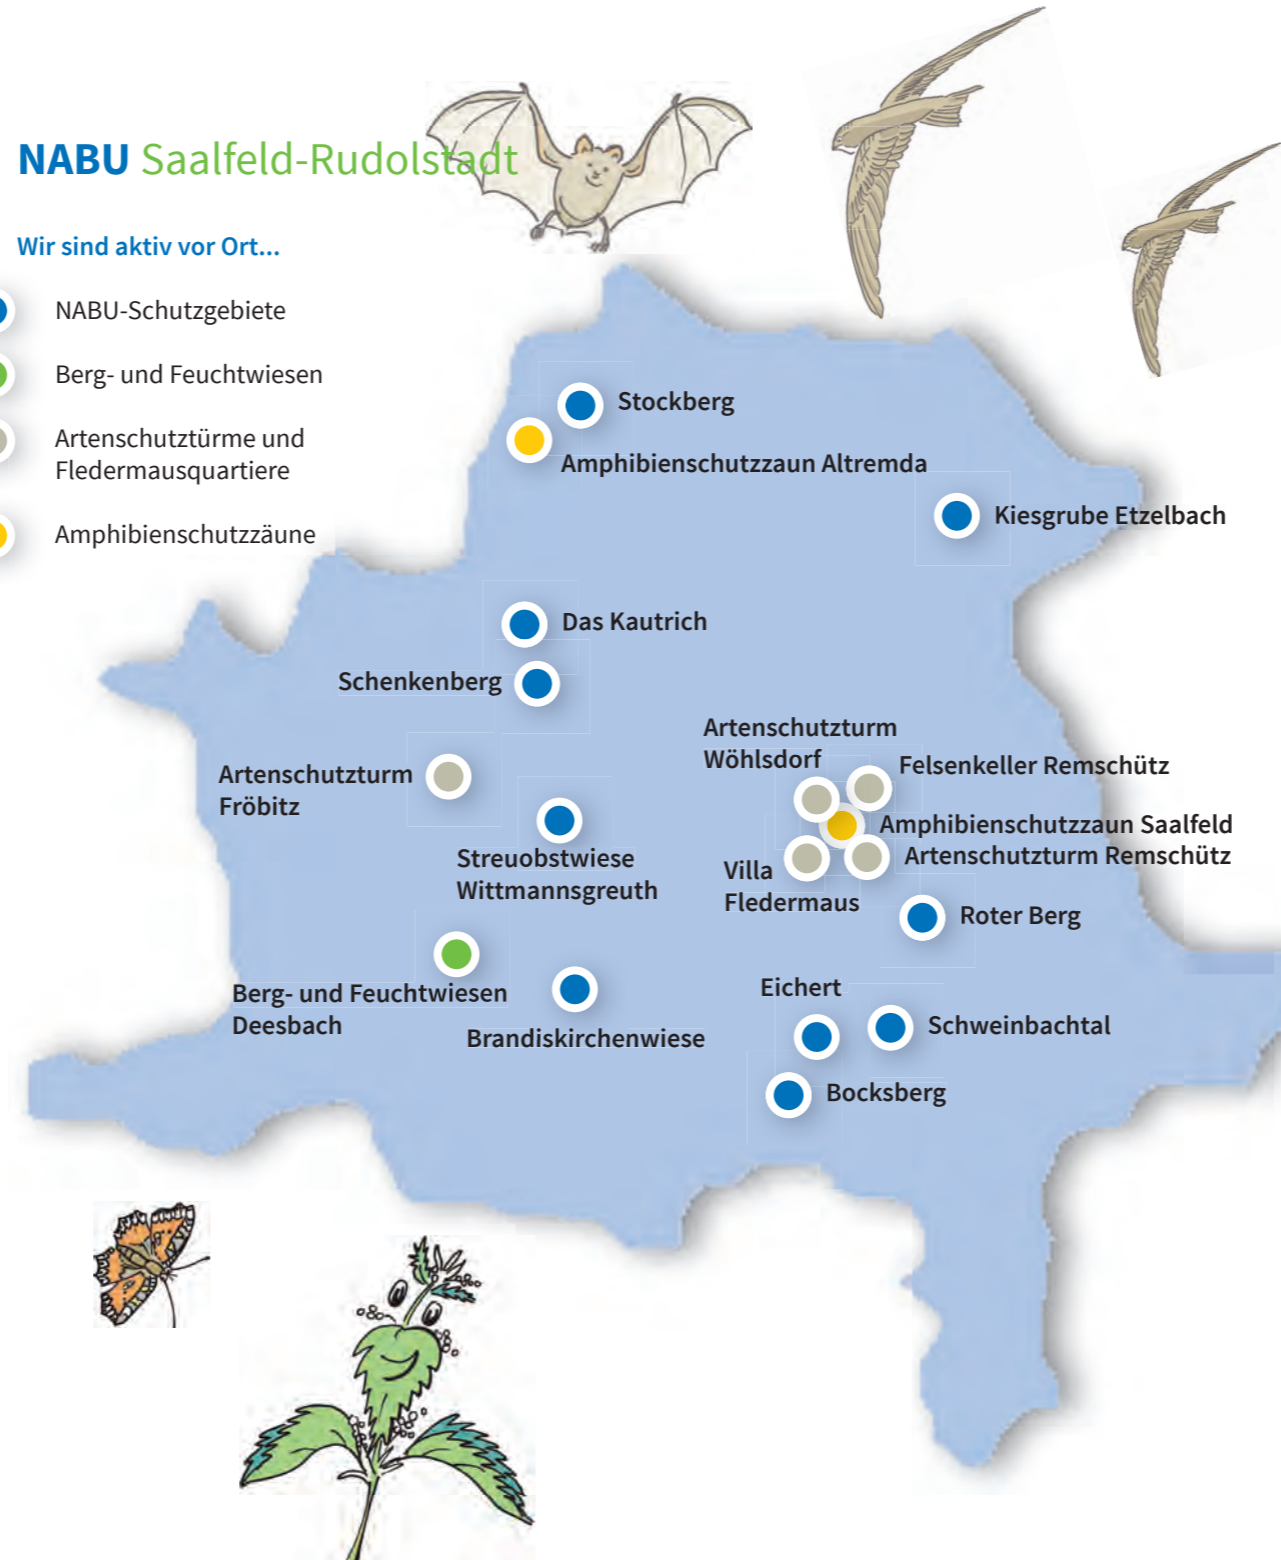 NABU Saalfeld-Rudolstadt
Wir sind aktiv vor Ort...
NABU-Schutzgebiete
Berg- und Feuchtwiesen
Artenschutztürme und
Fledermausquartiere
Amphibienschutzzäune
Stockberg
Amphibienschutzzaun Altremda
Kiesgrube Etzelbach
Das Kautrich
Schenkenberg
Artenschutzturm
Fröbitz
Streuobstwiese
Wittmannsgreuth
Artenschutzturm
Wöhlsdorf
Felsenkeller Remschütz
Amphibienschutzzaun Saalfeld
Artenschutzturm Remschütz
Villa
Fledermaus
Roter Berg
Berg- und Feuchtwiesen
Deesbach
Brandiskirchenwiese
Eichert
Schweinbachtal
Bocksberg